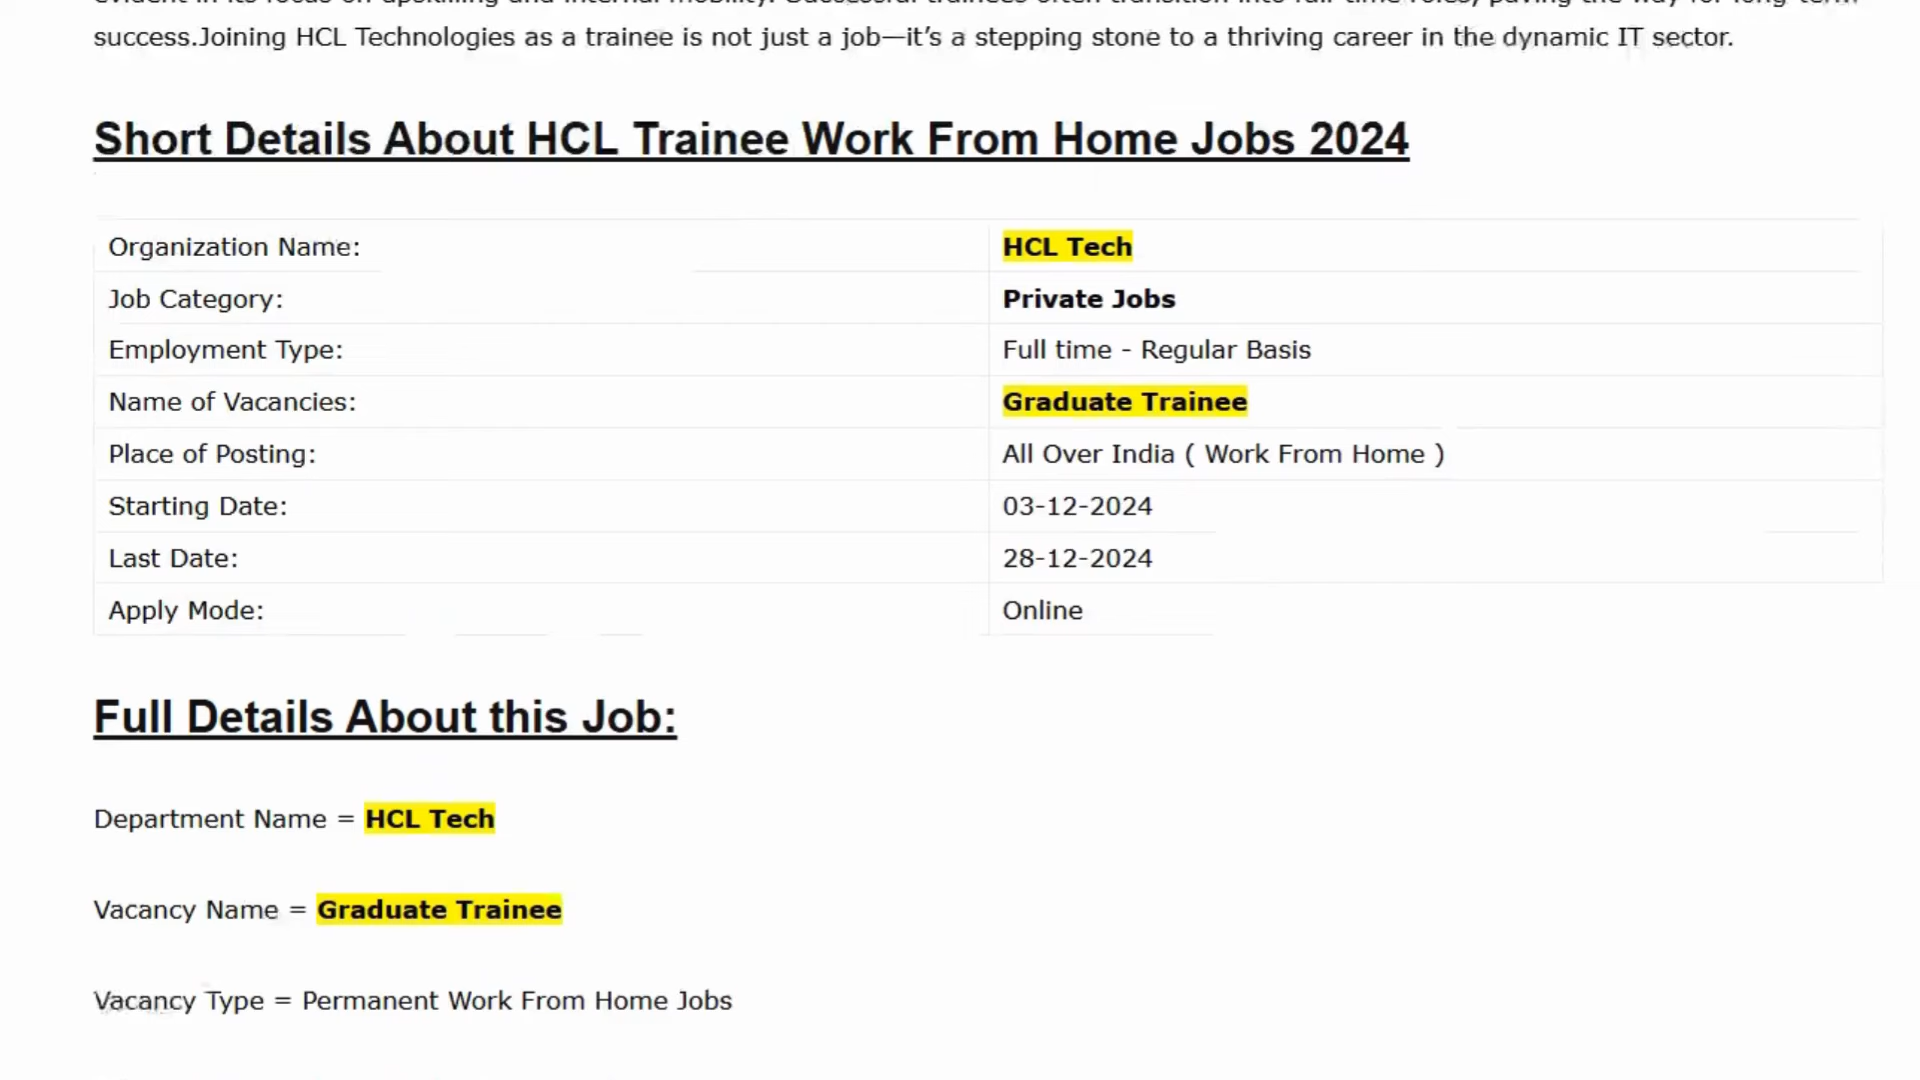 success.Joining HCL Technologies as a trainee is not just a job—it’s a stepping stone to a thriving career in the dynamic IT sector.
Short Details About HCL Trainee Work From Home Jobs 2024
Organization Name: HCL Tech
Job Category: Private Jobs
Employment Type: Full time - Regular Basis
Name of Vacancies: Graduate Trainee
Place of Posting: All Over India ( Work From Home )
Starting Date: 03-12-2024
Last Date: 28-12-2024
Apply Mode: Online
Full Details About this Job:
Department Name = HCL Tech
Vacancy Name = Graduate Trainee
Vacancy Type = Permanent Work From Home Jobs